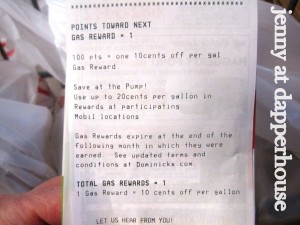 POINTS TOWARD NEXT
GAS REWARD = 1
100 pts = one 10cents off per gal
Gas Reward
Save at the Pump!
Use up to 20cents per gallon in
Rewards at participating
Mobil locations
Gas Rewards expire at the end of the
following month in which they were
earned. See updated terms and
conditions at Dominicks.com.
TOTAL GAS REWARDS = 1
1 Gas Reward = 10 cents off per gallon
LET US HEAR FROM YOU!
jenny at dapperhouse